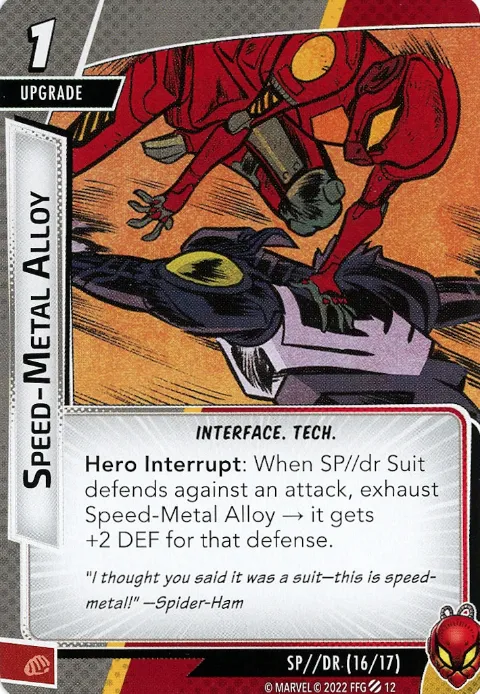 1
UPGRADE
SPEED-METAL ALLOY
INTERFACE. TECH.
Hero Interrupt: When SP//dr Suit
defends against an attack, exhaust
Speed-Metal Alloy → it gets
+2 DEF for that defense.
"I thought you said it was a suit—this is speed-
metal!" —Spider-Ham
SP//DR (16/17)
© MARVEL © 2022 FFG 12